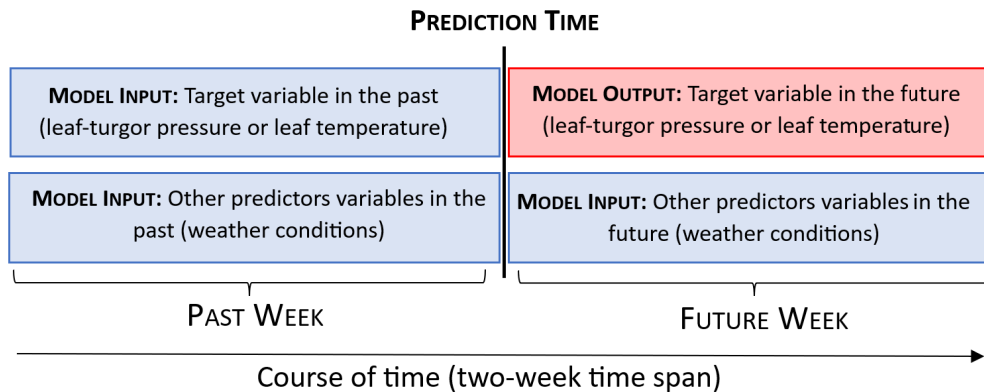 PREDICTION TIME
MODEL INPUT: Target variable in the past
(leaf-turgor pressure or leaf temperature)
MODEL OUTPUT: Target variable in the future
(leaf-turgor pressure or leaf temperature)
MODEL INPUT: Other predictors variables in the
past (weather conditions)
MODEL INPUT: Other predictors variables in the
future (weather conditions)
PAST WEEK
FUTURE WEEK
Course of time (two-week time span)